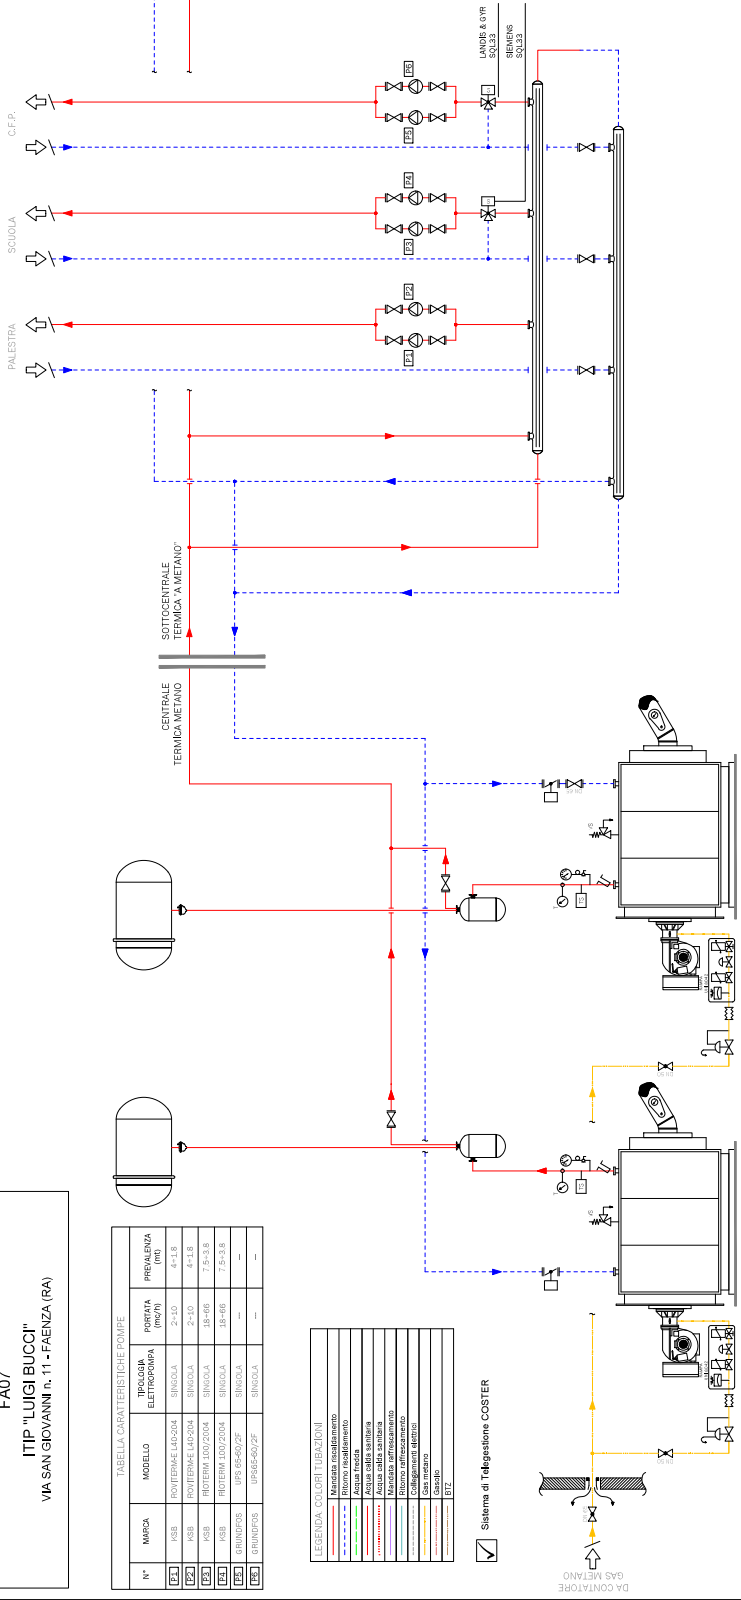 FA07
ITIP "LUIGI BUCCI"
VIA SAN GIOVANNI n. 11 - FAENZA (RA)
TABELLA CARATTERISTICHE POMPE
N° MARCA MODELLO TIPOLOGIA ELETTROPOMPA PORTATA (mc/h) PREVALENZA (mt)
P1 KSB ROVITERM-E L40-204 SINGOLA 2÷10 4÷1.8
P2 KSB ROVITERM-E L40-204 SINGOLA 2÷10 4÷1.8
P3 KSB RIOTERM 100/2004 SINGOLA 18÷66 7.5÷3.8
P4 KSB RIOTERM 100/2004 SINGOLA 18÷66 7.5÷3.8
P5 GRUNDFOS UPS 65-60/2F SINGOLA — —
P6 GRUNDFOS UPS65-60/2F SINGOLA — —
LEGENDA COLORI TUBAZIONI
Mandata riscaldamento
Ritorno riscaldamento
Acqua fredda
Acqua calda sanitaria
Acqua calda sanitaria
Mandata raffrescamento
Ritorno raffrescamento
Collegamenti elettrici
Gas metano
Gasolio
BTZ
Sistema di Telegestione COSTER
DA CONTATORE
GAS METANO
CENTRALE
TERMICA METANO
SOTTOCENTRALE
TERMICA "A METANO"
PALESTRA
SCUOLA
C.F.P.
P1
P2
P3
P4
P5
P6
LANDIS & GYR
SQL33
SIEMENS
SQL33
TG
VS
T
TG
VS
T